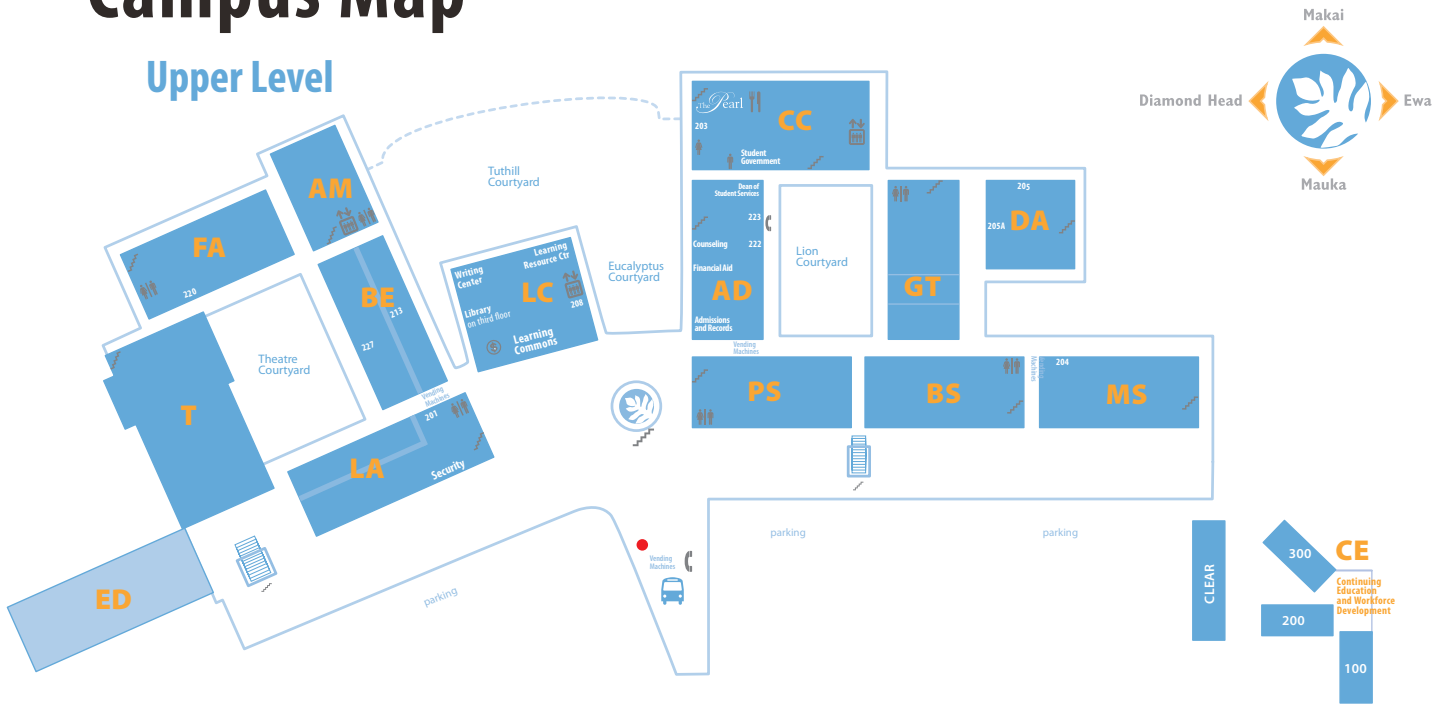 Campus Map
Upper Level
Makai
Diamond Head
Ewa
Mauka
The Pearl
203
CC
Student
Government
AM
Tuthill
Courtyard
Dean of
Student Services
223
Counseling
222
Financial Aid
AD
Admissions
and Records
Vending
Machines
Lion
Courtyard
GT
205
205A
DA
FA
220
BE
213
227
Writing
Center
Learning
Resource Ctr
LC
208
Library
on third floor
Learning
Commons
Eucalyptus
Courtyard
Theatre
Courtyard
T
Vending
Machines
201
LA
Security
PS
BS
Machines
204
MS
ED
parking
Vending
Machines
parking
parking
CLEAR
300
CE
Continuing
Education
and Workforce
Development
200
100